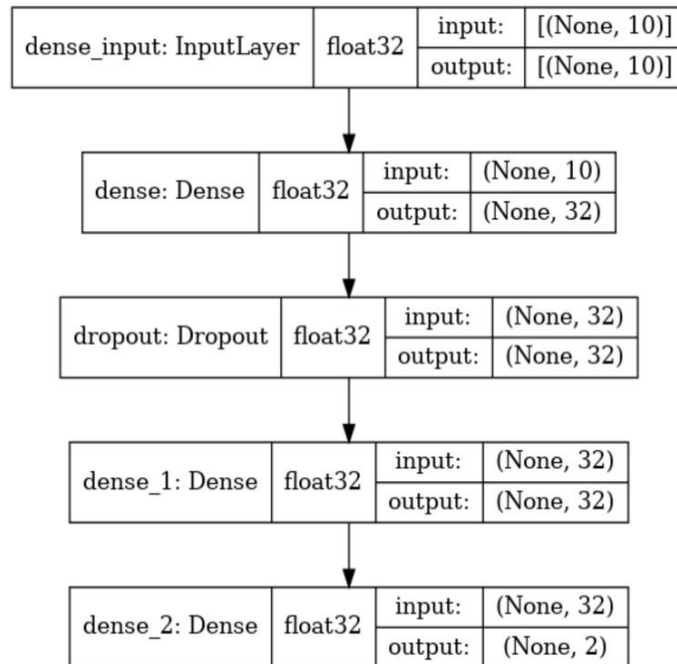 dense_input: InputLayer float32 input: [(None, 10)]
output: [(None, 10)]
dense: Dense float32 input: (None, 10)
output: (None, 32)
dropout: Dropout float32 input: (None, 32)
output: (None, 32)
dense_1: Dense float32 input: (None, 32)
output: (None, 32)
dense_2: Dense float32 input: (None, 32)
output: (None, 2)